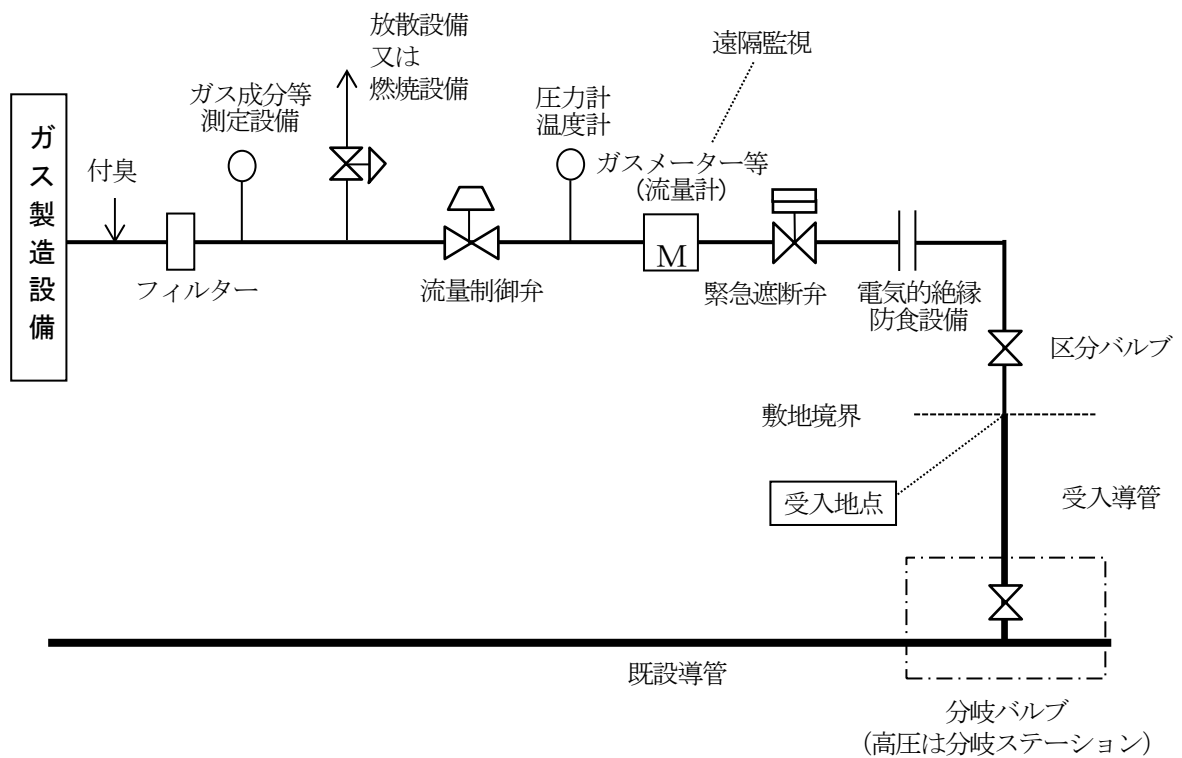 放散設備
又は
燃焼設備
遠隔監視
ガス成分等
測定設備
圧力計
温度計
ガス製造設備
付臭
ガスメーター等
(流量計)
M
フィルター
流量制御弁
緊急遮断弁
電気的絶縁
防食設備
区分バルブ
敷地境界
受入地点
受入導管
既設導管
分岐バルブ
(高圧は分岐ステーション)